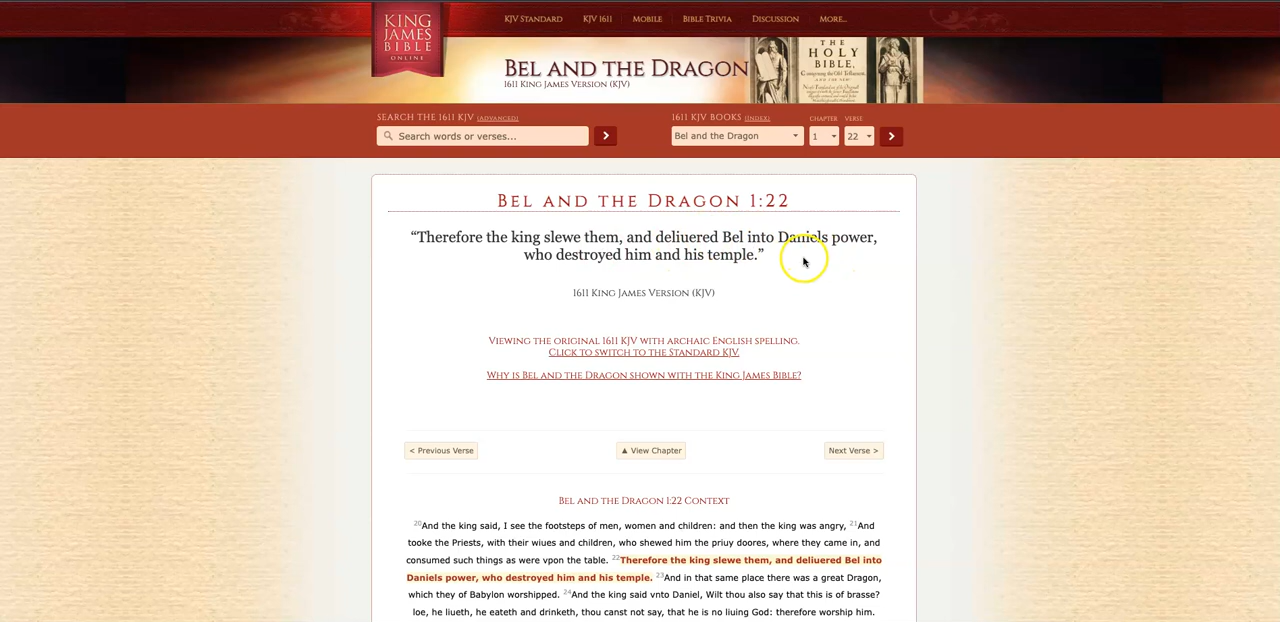 KING
JAMES
BIBLE
ONLINE
KJV STANDARD KJV 1611 MOBILE BIBLE TRIVIA DISCUSSION MORE...
BEL AND THE DRAGON
1611 KING JAMES VERSION (KJV)
THE
HOLY
BIBLE,
SEARCH THE 1611 KJV (ADVANCED)
Search words or verses...
1611 KJV BOOKS (INDEX) CHAPTER VERSE
Bel and the Dragon 1 22
BEL AND THE DRAGON 1:22
“Therefore the king slewe them, and deliuered Bel into Daniels power,
who destroyed him and his temple.”
1611 KING JAMES VERSION (KJV)
VIEWING THE ORIGINAL 1611 KJV WITH ARCHAIC ENGLISH SPELLING.
CLICK TO SWITCH TO THE STANDARD KJV.
WHY IS BEL AND THE DRAGON SHOWN WITH THE KING JAMES BIBLE?
< Previous Verse ▲ View Chapter Next Verse >
BEL AND THE DRAGON 1:22 CONTEXT
20And the king said, I see the footsteps of men, women and children: and then the king was angry, 21And
tooke the Priests, with their wiues and children, who shewed him the priuy doores, where they came in, and
consumed such things as were vpon the table. 22Therefore the king slewe them, and deliuered Bel into
Daniels power, who destroyed him and his temple. 23And in that same place there was a great Dragon,
which they of Babylon worshipped. 24And the king said vnto Daniel, Wilt thou also say that this is of brasse?
loe, he liueth, he eateth and drinketh, thou canst not say, that he is no liuing God: therefore worship him.